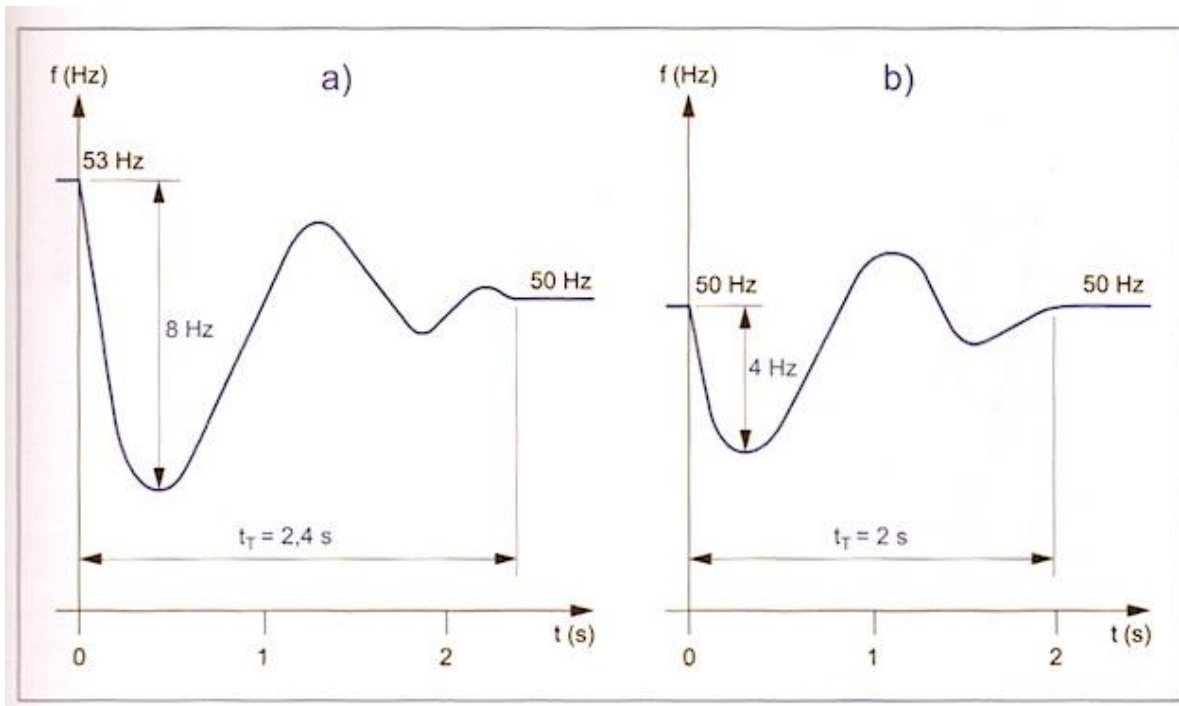 a)
f (Hz)
53 Hz
8 Hz
50 Hz
t_T = 2,4 s
t (s)
0 1 2
b)
f (Hz)
50 Hz
50 Hz
4 Hz
t_T = 2 s
t (s)
0 1 2